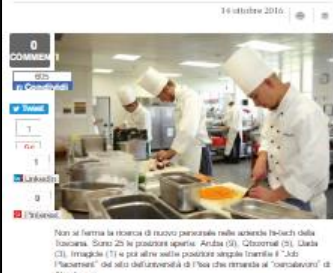 14 ottobre 2016
0
COMMENTI
605
Condividi
Tweet
1
G+
1
LinkedIn
0
Pinterest
Non si ferma la ricerca di nuovo personale nelle aziende hi-tech della
Toscana. Sono 25 le posizioni aperte. Aruba (9), (5), Dada
(3), Imagicle (1) e poi altre sette posizioni singole tramite il "Job
Placement" del sito dell'università di Pisa che rimanda al "cercalavoro" di